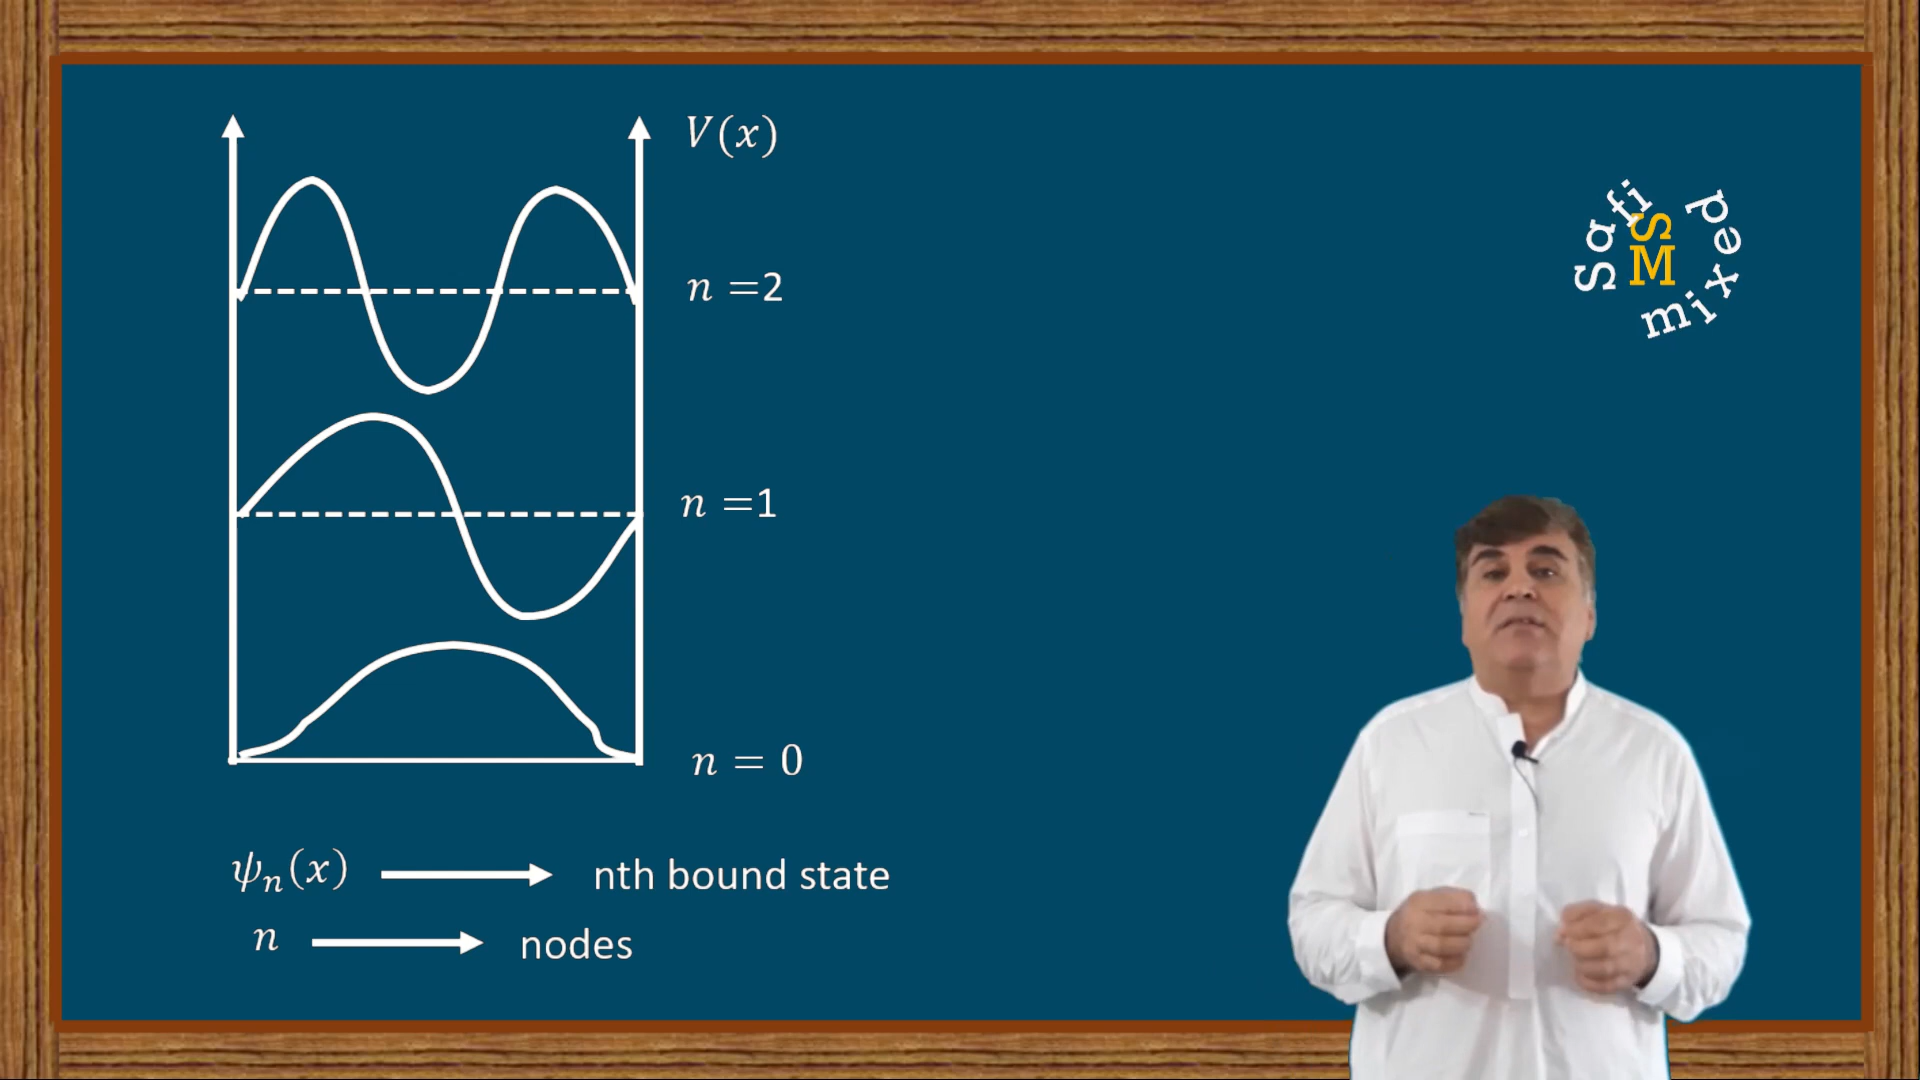 V(x)
n =2
n =1
n = 0
ψₙ(x) → nth bound state
n → nodes
Safi mixed
SM